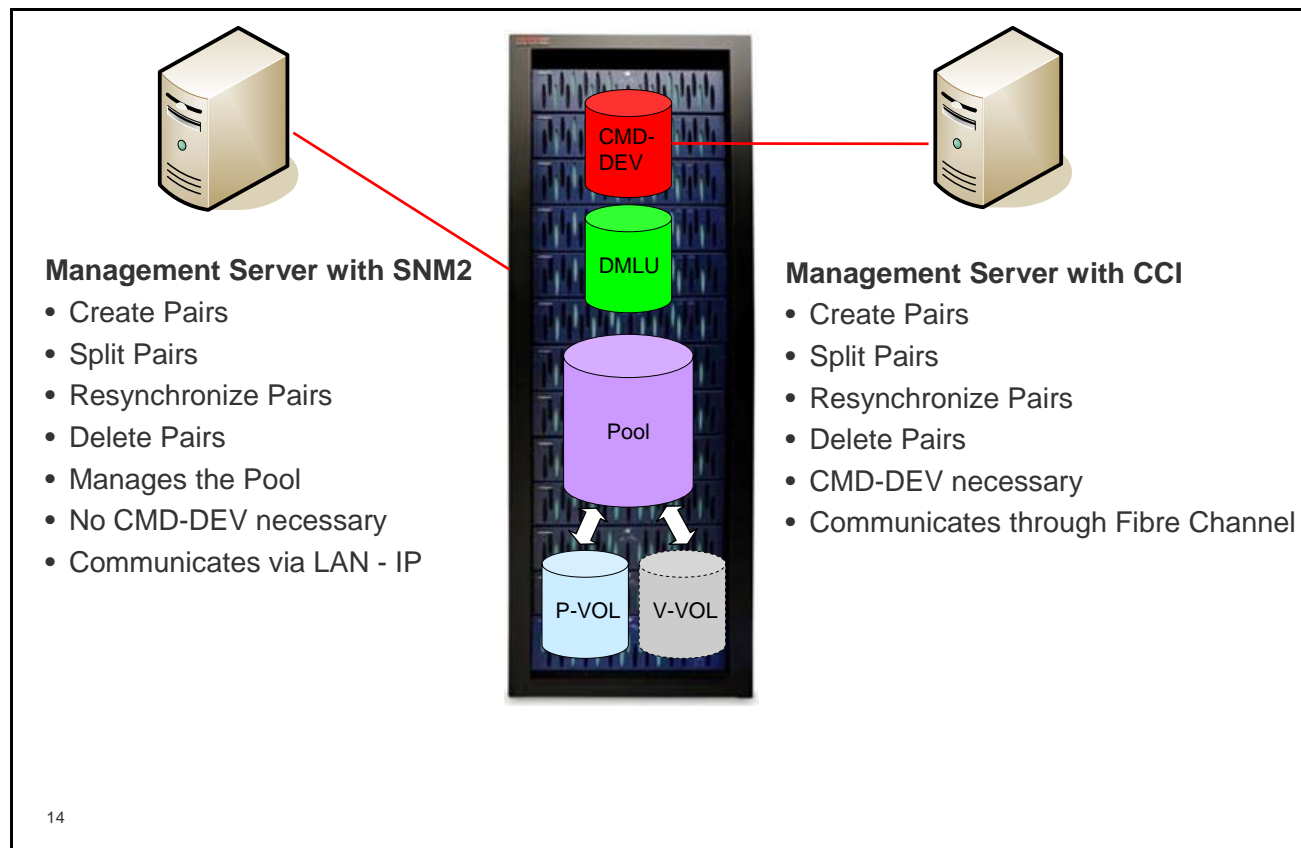 CMD-
DEV
DMLU
Pool
P-VOL
V-VOL
Management Server with SNM2
• Create Pairs
• Split Pairs
• Resynchronize Pairs
• Delete Pairs
• Manages the Pool
• No CMD-DEV necessary
• Communicates via LAN - IP
Management Server with CCI
• Create Pairs
• Split Pairs
• Resynchronize Pairs
• Delete Pairs
• CMD-DEV necessary
• Communicates through Fibre Channel
14